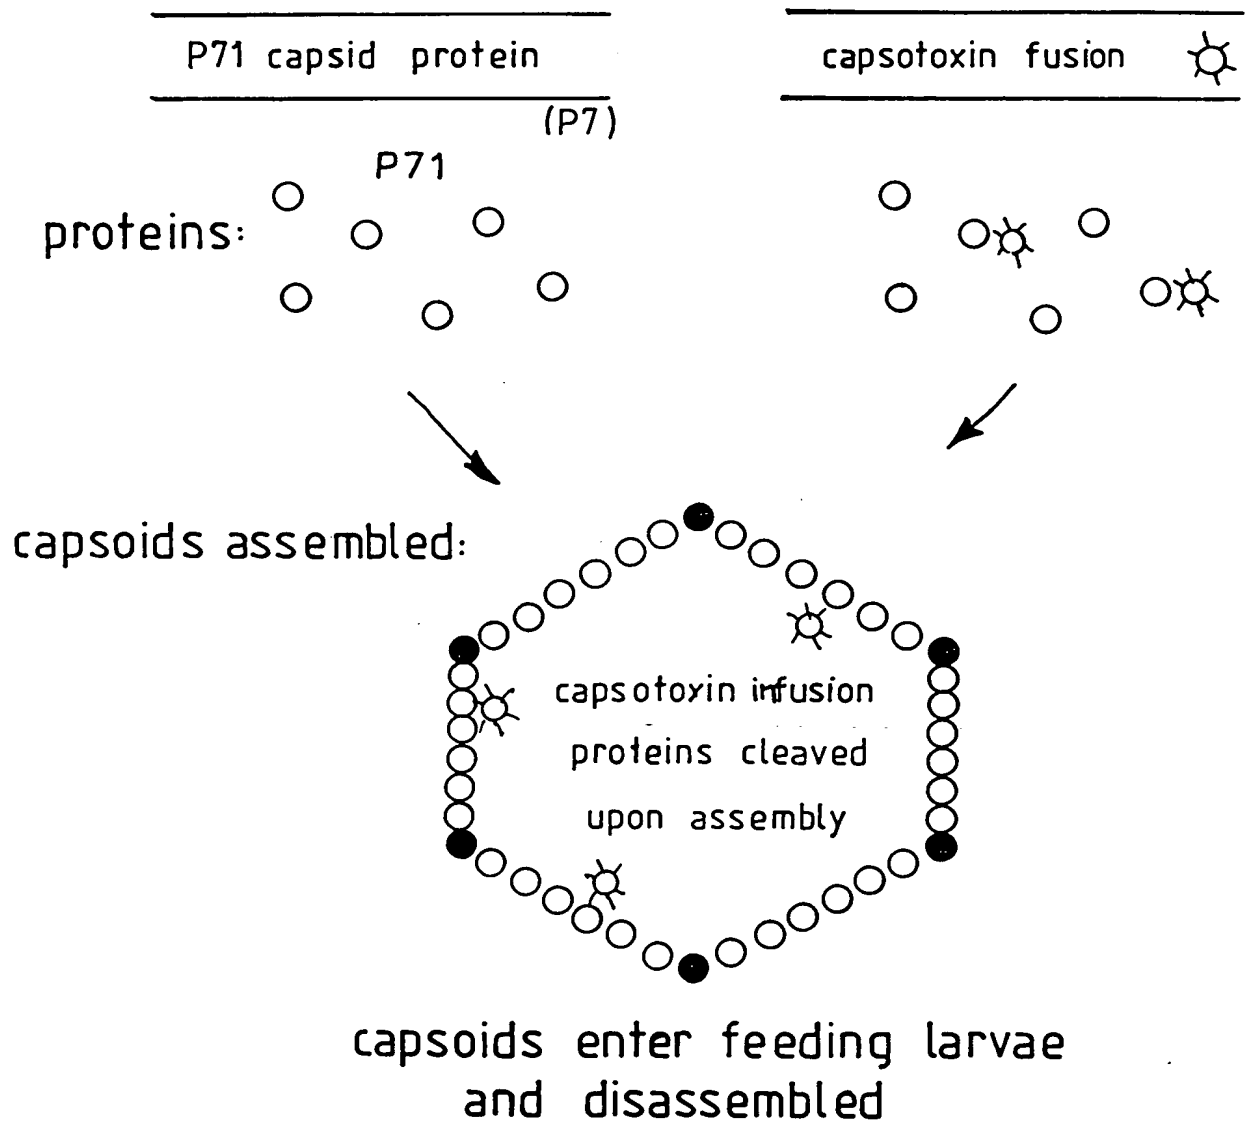 P71 capsid protein
capsotoxin fusion
(P7)
P71
proteins:
capsoids assembled:
capsotoxin infusion
proteins cleaved
upon assembly
capsoids enter feeding larvae
and disassembled